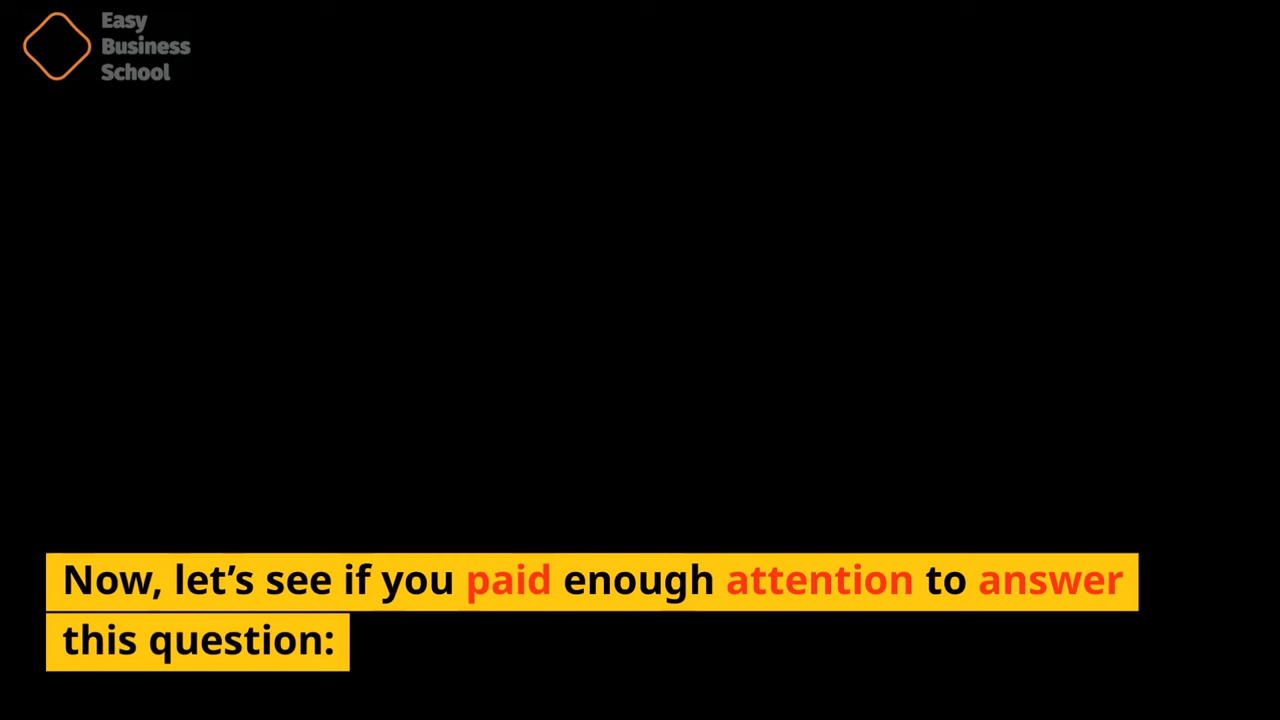 Easy
Business
School
Now, let’s see if you paid enough attention to answer
this question: